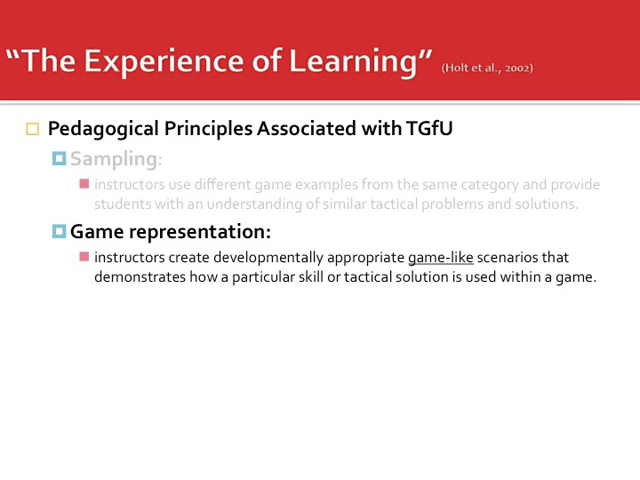 “The Experience of Learning” (Holt et al., 2002)
Pedagogical Principles Associated with TGfU
Sampling:
instructors use different game examples from the same category and provide
students with an understanding of similar tactical problems and solutions.
Game representation:
instructors create developmentally appropriate game-like scenarios that
demonstrates how a particular skill or tactical solution is used within a game.